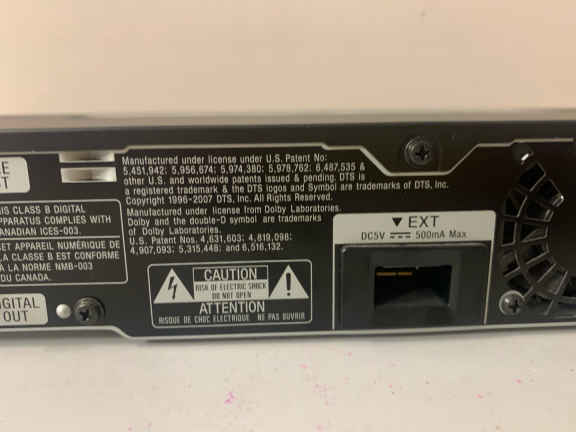 Manufactured under license under U.S. Patent No:
5,451,942; 5,956,674; 5,974,380; 5,978,762; 6,487,535 &
other U.S. and worldwide patents issued & pending. DTS is
a registered trademark & the DTS logos and Symbol are trademarks of DTS, Inc.
Copyright 1996-2007 DTS, Inc. All Rights Reserved.
Manufactured under license from Dolby Laboratories.
Dolby and the double-D symbol are trademarks
of Dolby Laboratories.
U.S. Patent Nos. 4,631,603; 4,819,098;
4,907,093; 5,315,448; and 6,516,132.
CLASS B DIGITAL
APPARATUS COMPLIES WITH
CANADIAN ICES-003.
CET APPAREIL NUMÉRIQUE DE
LA CLASSE B EST CONFORME
À LA NORME NMB-003
DU CANADA.
DIGITAL
OUT
CAUTION
RISK OF ELECTRIC SHOCK
DO NOT OPEN
ATTENTION
RISQUE DE CHOC ELECTRIQUE NE PAS OUVRIR
▼ EXT
DC5V ⎓ 500mA Max